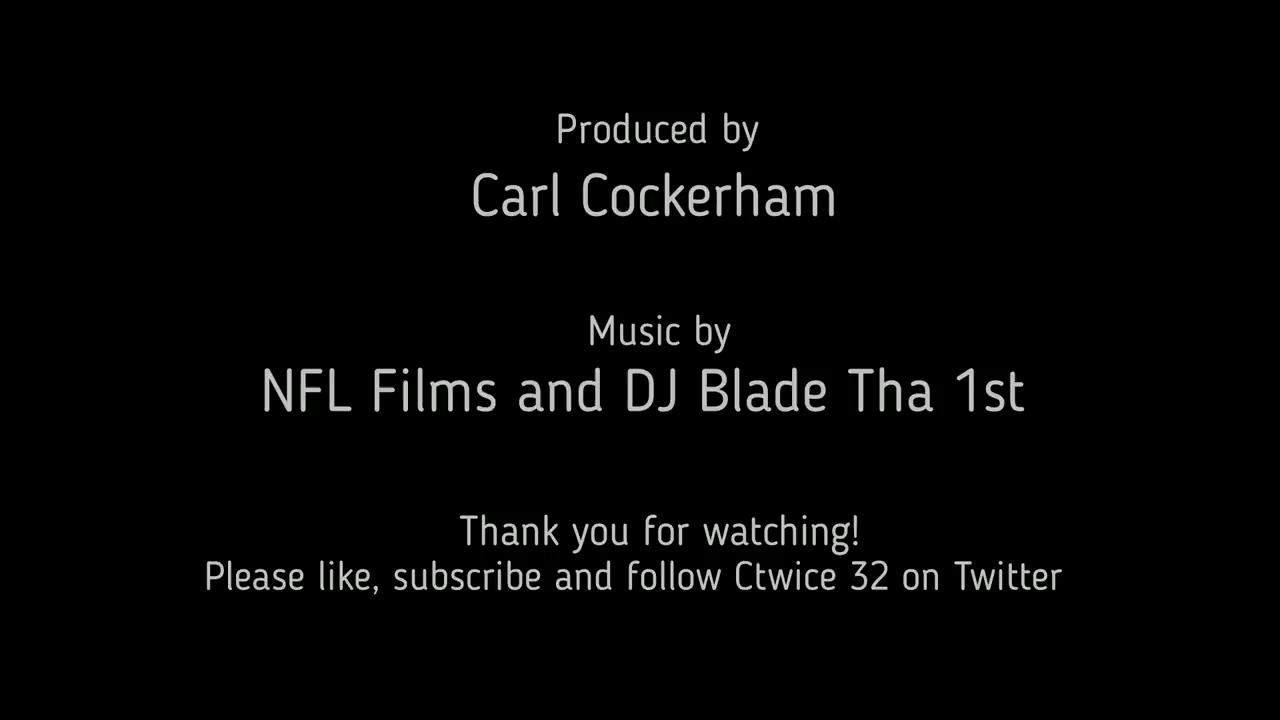 Produced by
Carl Cockerham
Music by
NFL Films and DJ Blade Tha 1st
Thank you for watching!
Please like, subscribe and follow Ctwice 32 on Twitter